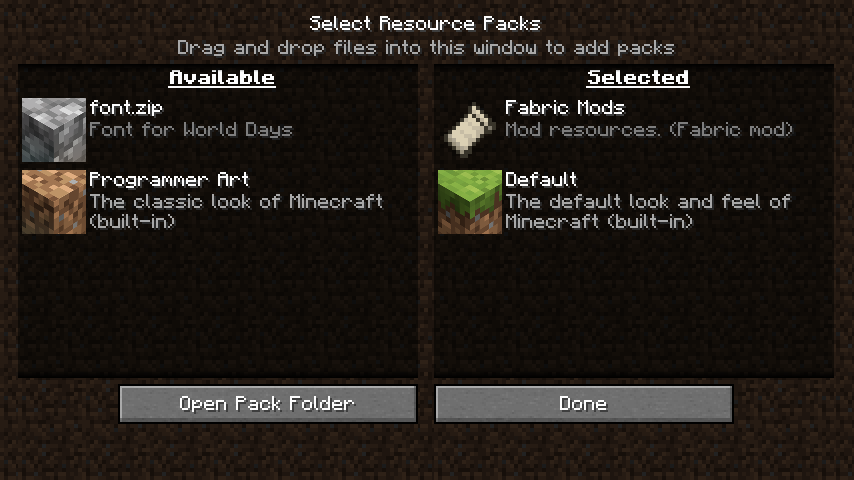 Select Resource Packs
Drag and drop files into this window to add packs
Available
font.zip
Font for World Days
Programmer Art
The classic look of Minecraft
(built-in)
Selected
Fabric Mods
Mod resources. (Fabric mod)
Default
The default look and feel of
Minecraft (built-in)
Open Pack Folder
Done